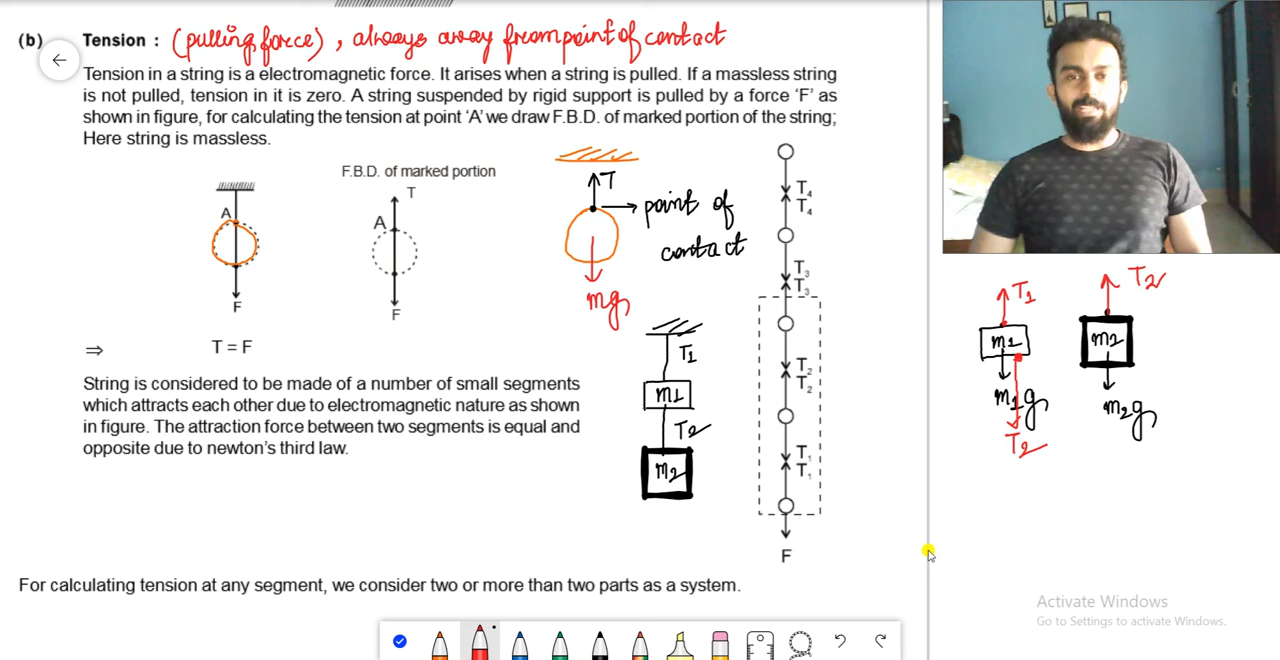 (b) Tension : (pulling force) , always away from point of contact
Tension in a string is a electromagnetic force. It arises when a string is pulled. If a massless string
is not pulled, tension in it is zero. A string suspended by rigid support is pulled by a force 'F' as
shown in figure, for calculating the tension at point 'A' we draw F.B.D. of marked portion of the string;
Here string is massless.
F.B.D. of marked portion
A
F
T
A
F
T
point of
contact
mg
⇒ T = F
String is considered to be made of a number of small segments
which attracts each other due to electromagnetic nature as shown
in figure. The attraction force between two segments is equal and
opposite due to newton's third law.
T1
m1
T2
m2
T4
T4
T3
T3
T2
T2
T1
T1
F
T1
m1
m1g
T2
T2
m2
m2g
For calculating tension at any segment, we consider two or more than two parts as a system.
Activate Windows
Go to Settings to activate Windows.